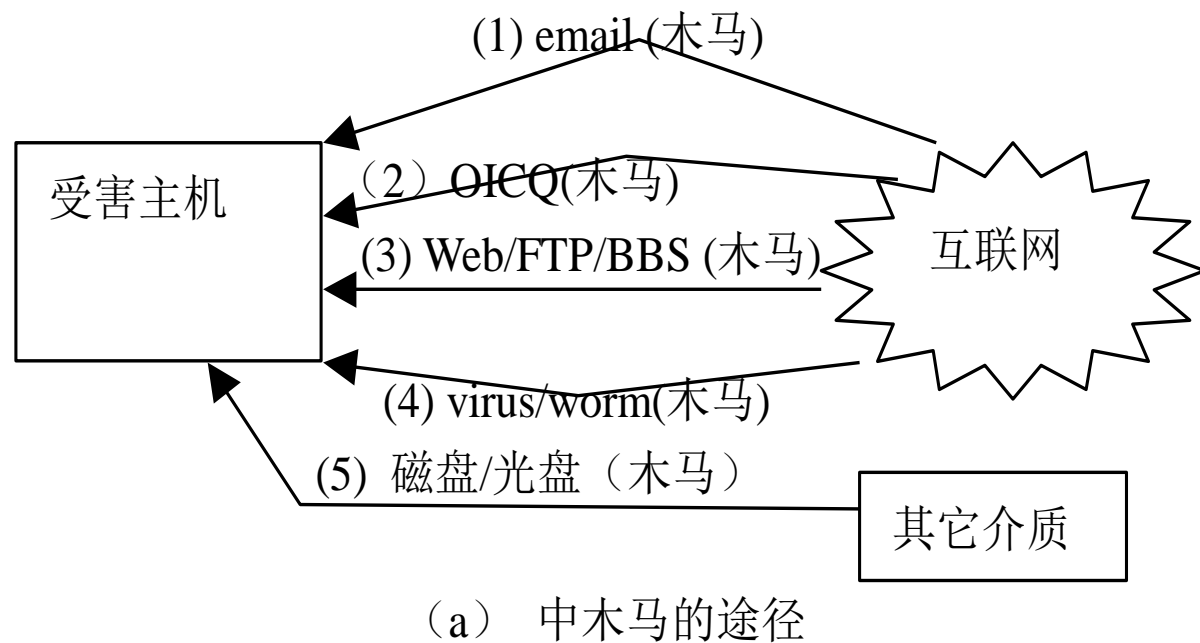 (1) email (木马)
受害主机
（2）OICQ(木马)
互联网
(3) Web/FTP/BBS (木马)
(4) virus/worm(木马)
(5) 磁盘/光盘（木马）
其它介质
（a） 中木马的途径